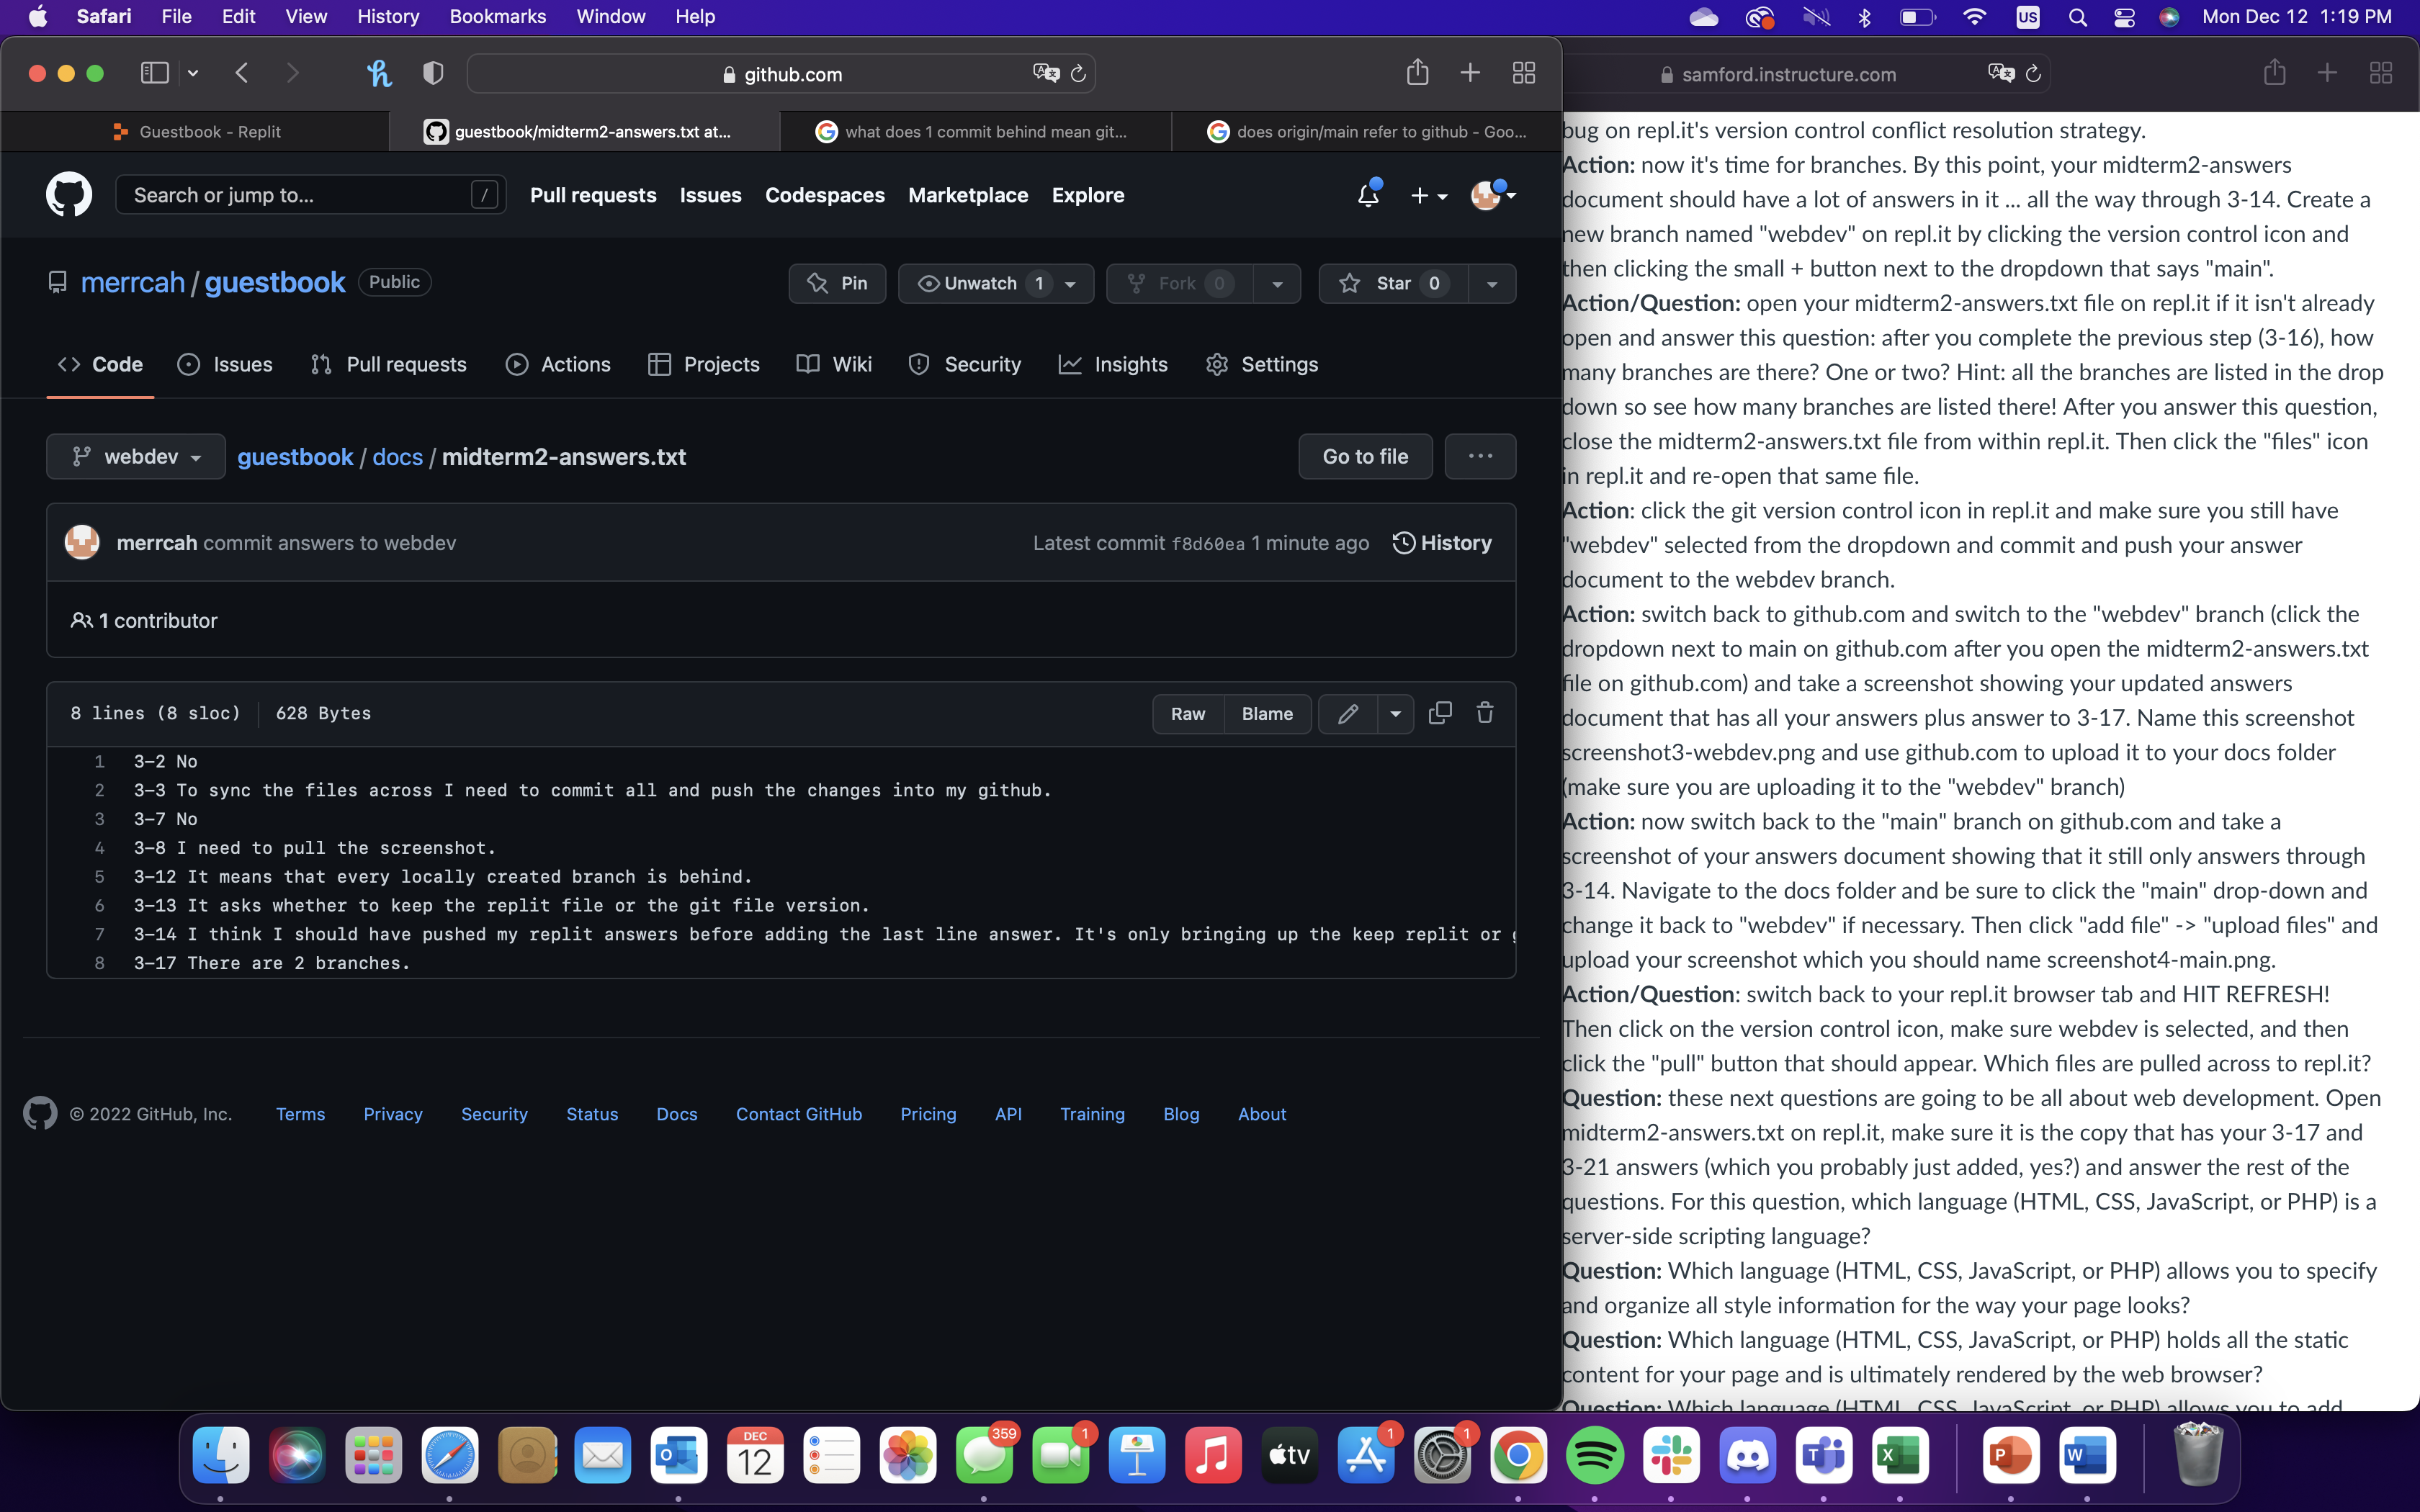 Safari File Edit View History Bookmarks Window Help
US Mon Dec 12 1:19 PM
github.com
samford.instructure.com
Guestbook - Replit
guestbook/midterm2-answers.txt at...
what does 1 commit behind mean git...
does origin/main refer to github - Goo...
Search or jump to... /
Pull requests Issues Codespaces Marketplace Explore
merrcah / guestbook Public
Pin Unwatch 1 Fork 0 Star 0
Code Issues Pull requests Actions Projects Wiki Security Insights Settings
webdev guestbook / docs / midterm2-answers.txt Go to file ...
merrcah commit answers to webdev Latest commit f8d60ea 1 minute ago History
1 contributor
8 lines (8 sloc) 628 Bytes Raw Blame
1 3-2 No
2 3-3 To sync the files across I need to commit all and push the changes into my github.
3 3-7 No
4 3-8 I need to pull the screenshot.
5 3-12 It means that every locally created branch is behind.
6 3-13 It asks whether to keep the replit file or the git file version.
7 3-14 I think I should have pushed my replit answers before adding the last line answer. It's only bringing up the keep replit or
8 3-17 There are 2 branches.
© 2022 GitHub, Inc. Terms Privacy Security Status Docs Contact GitHub Pricing API Training Blog About
bug on repl.it's version control conflict resolution strategy.
Action: now it's time for branches. By this point, your midterm2-answers
document should have a lot of answers in it ... all the way through 3-14. Create a
new branch named "webdev" on repl.it by clicking the version control icon and
then clicking the small + button next to the dropdown that says "main".
Action/Question: open your midterm2-answers.txt file on repl.it if it isn't already
open and answer this question: after you complete the previous step (3-16), how
many branches are there? One or two? Hint: all the branches are listed in the drop
down so see how many branches are listed there! After you answer this question,
close the midterm2-answers.txt file from within repl.it. Then click the "files" icon
in repl.it and re-open that same file.
Action: click the git version control icon in repl.it and make sure you still have
"webdev" selected from the dropdown and commit and push your answer
document to the webdev branch.
Action: switch back to github.com and switch to the "webdev" branch (click the
dropdown next to main on github.com after you open the midterm2-answers.txt
file on github.com) and take a screenshot showing your updated answers
document that has all your answers plus answer to 3-17. Name this screenshot
screenshot3-webdev.png and use github.com to upload it to your docs folder
(make sure you are uploading it to the "webdev" branch)
Action: now switch back to the "main" branch on github.com and take a
screenshot of your answers document showing that it still only answers through
3-14. Navigate to the docs folder and be sure to click the "main" drop-down and
change it back to "webdev" if necessary. Then click "add file" -> "upload files" and
upload your screenshot which you should name screenshot4-main.png.
Action/Question: switch back to your repl.it browser tab and HIT REFRESH!
Then click on the version control icon, make sure webdev is selected, and then
click the "pull" button that should appear. Which files are pulled across to repl.it?
Question: these next questions are going to be all about web development. Open
midterm2-answers.txt on repl.it, make sure it is the copy that has your 3-17 and
3-21 answers (which you probably just added, yes?) and answer the rest of the
questions. For this question, which language (HTML, CSS, JavaScript, or PHP) is a
server-side scripting language?
Question: Which language (HTML, CSS, JavaScript, or PHP) allows you to specify
and organize all style information for the way your page looks?
Question: Which language (HTML, CSS, JavaScript, or PHP) holds all the static
content for your page and is ultimately rendered by the web browser?
Question: Which language (HTML, CSS, JavaScript, or PHP) allows you to add
DEC
12
359
1
tv
1
1